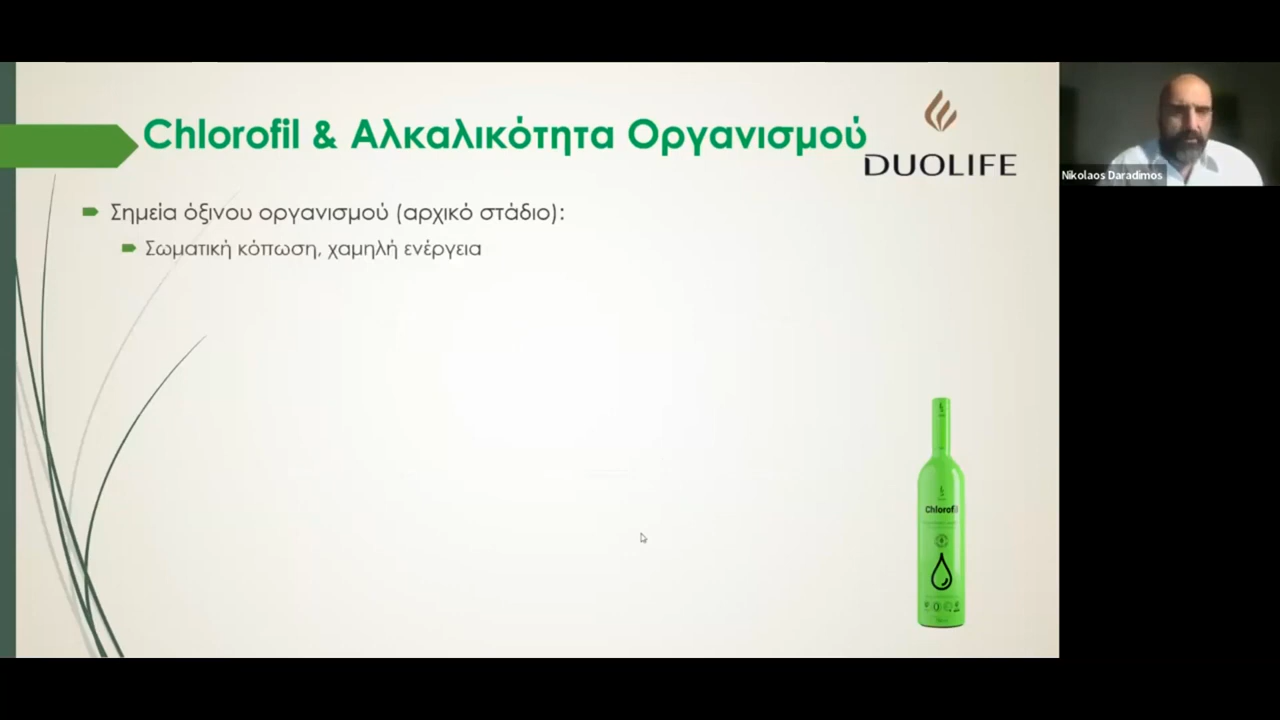 Chlorofil & Αλκαλικότητα Οργανισμού
DUOLIFE
Nikolaos Daradimos
Σημεία όξινου οργανισμού (αρχικό στάδιο):
Σωματική κόπωση, χαμηλή ενέργεια
Chlorofil